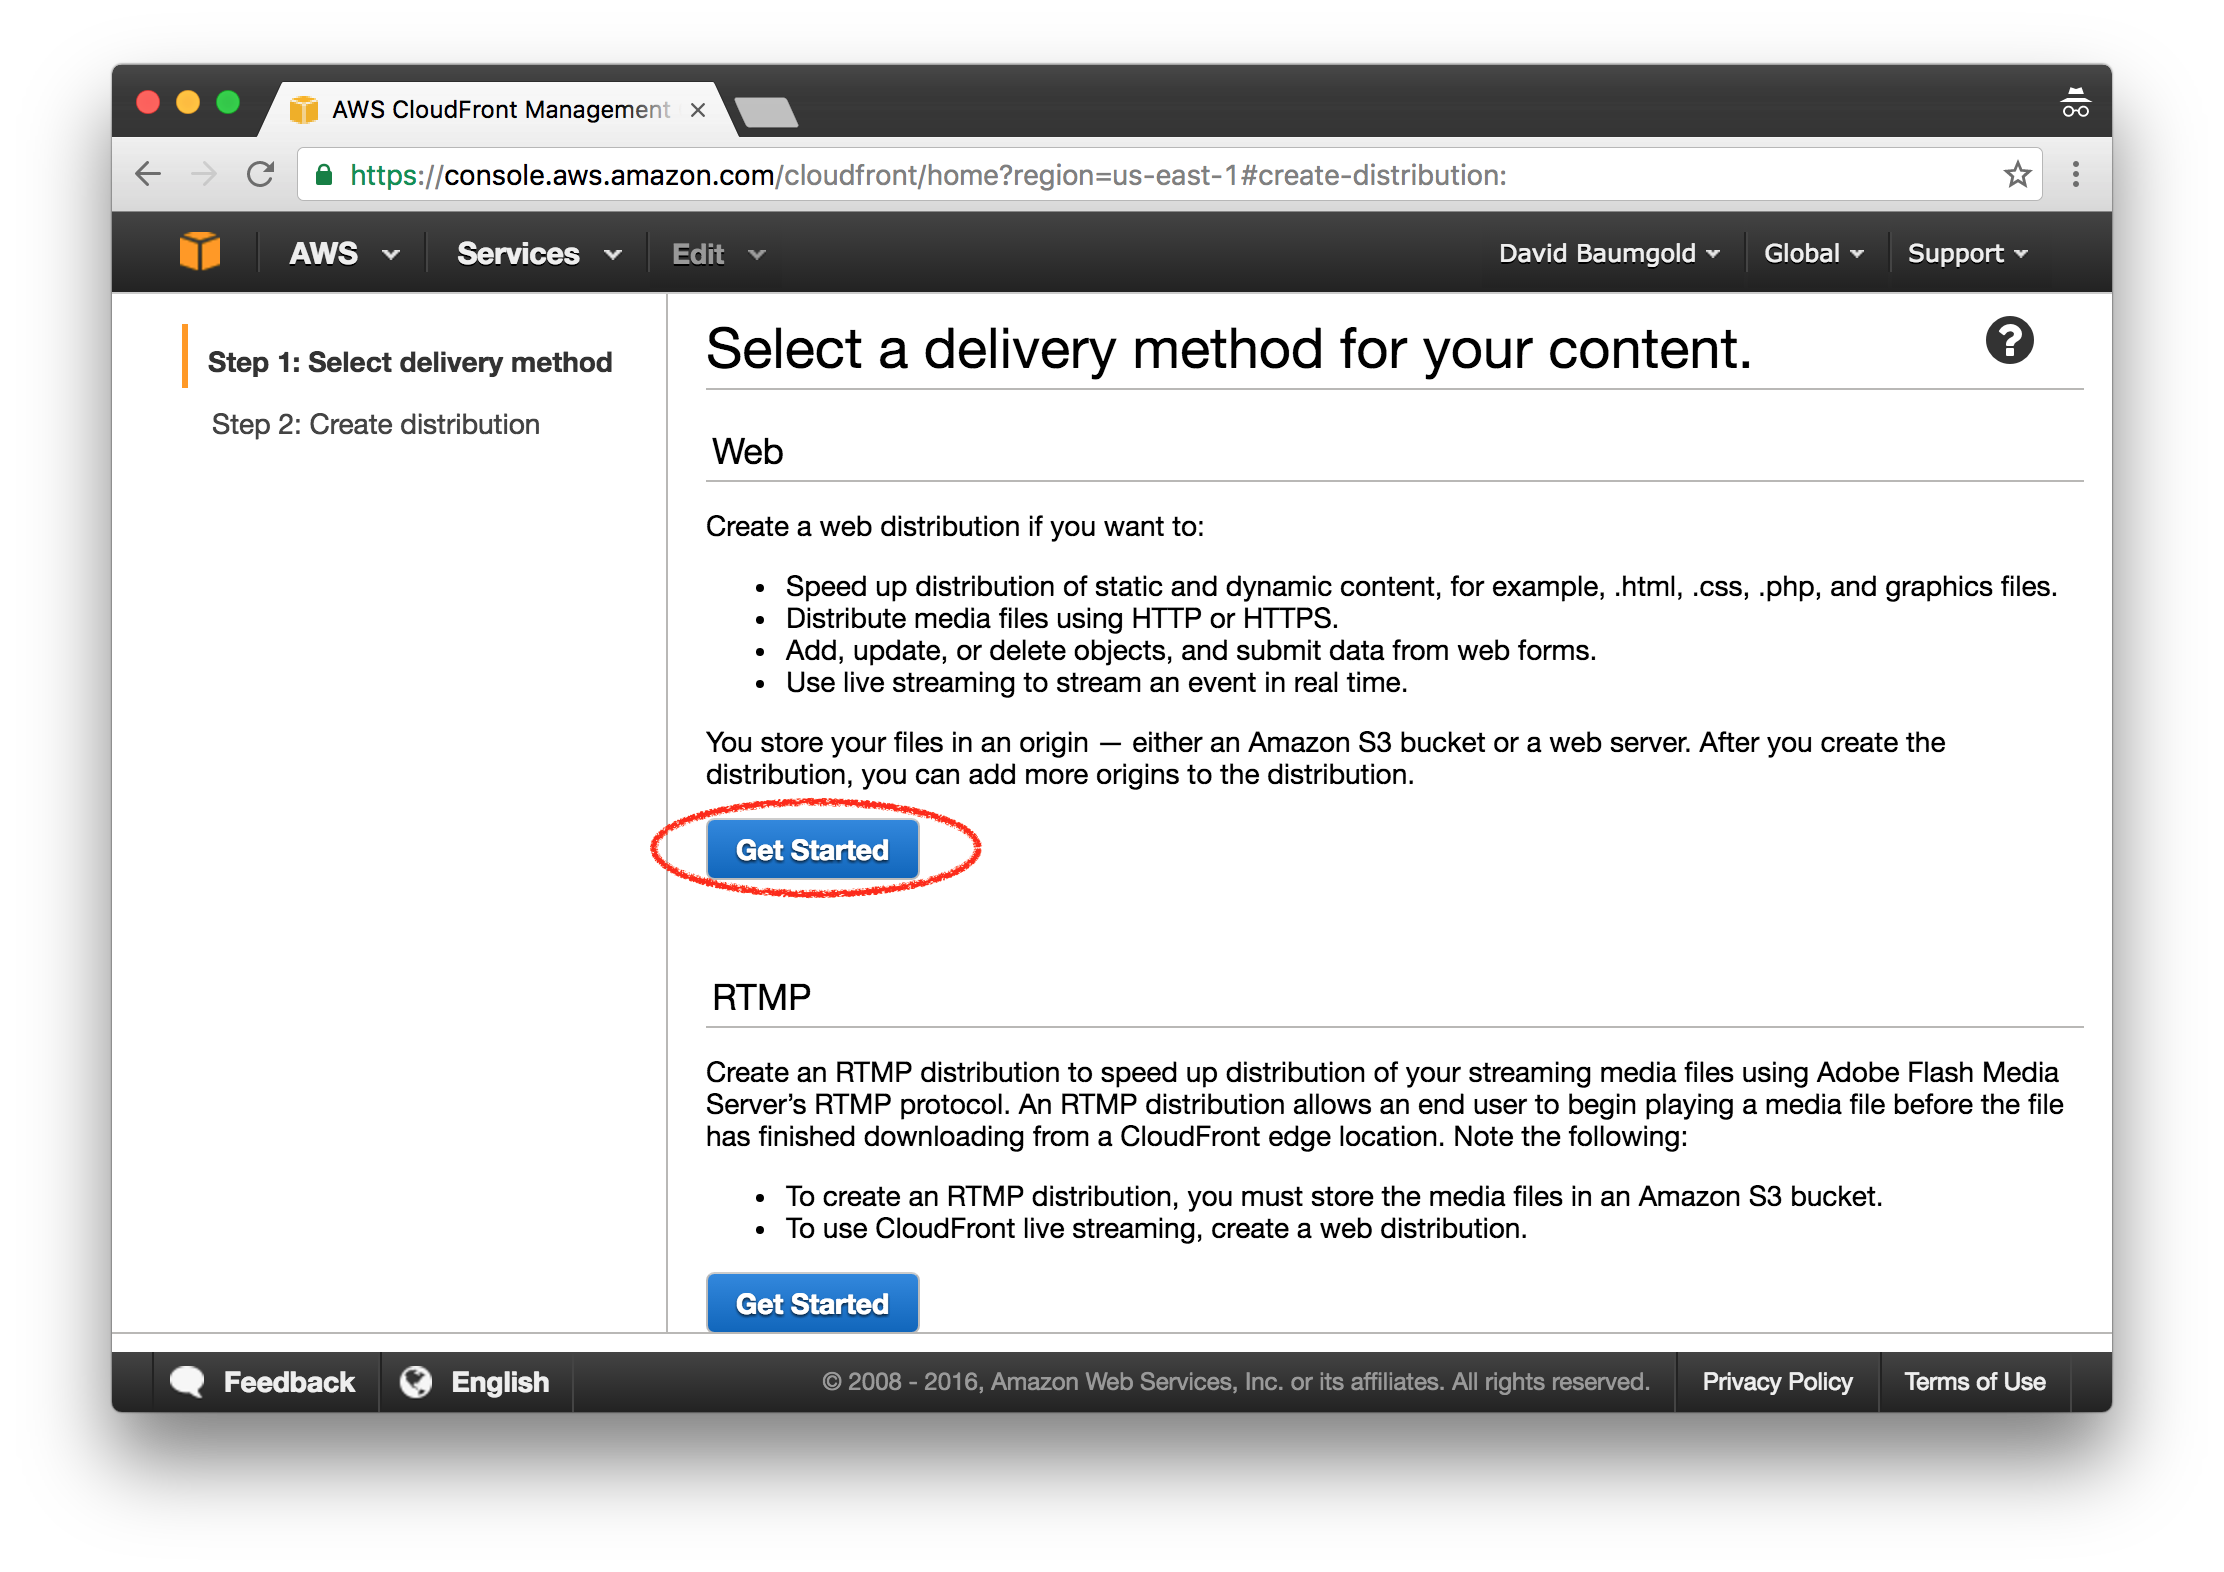 AWS CloudFront Management
https://console.aws.amazon.com/cloudfront/home?region=us-east-1#create-distribution:
AWS Services Edit David Baumgold Global Support
Step 1: Select delivery method
Step 2: Create distribution
Select a delivery method for your content.
Web
Create a web distribution if you want to:
• Speed up distribution of static and dynamic content, for example, .html, .css, .php, and graphics files.
• Distribute media files using HTTP or HTTPS.
• Add, update, or delete objects, and submit data from web forms.
• Use live streaming to stream an event in real time.
You store your files in an origin — either an Amazon S3 bucket or a web server. After you create the
distribution, you can add more origins to the distribution.
Get Started
RTMP
Create an RTMP distribution to speed up distribution of your streaming media files using Adobe Flash Media
Server’s RTMP protocol. An RTMP distribution allows an end user to begin playing a media file before the file
has finished downloading from a CloudFront edge location. Note the following:
• To create an RTMP distribution, you must store the media files in an Amazon S3 bucket.
• To use CloudFront live streaming, create a web distribution.
Get Started
Feedback English © 2008 - 2016, Amazon Web Services, Inc. or its affiliates. All rights reserved. Privacy Policy Terms of Use